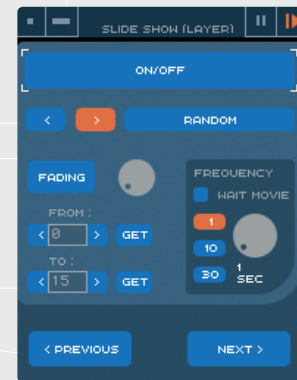 SLIDE SHOW (LAYER)
ON/OFF
< > RANDOM
FADING
FREQUENCY
WAIT MOVIE
FROM :
< 0 > GET
1
10
30
1 SEC
TO :
< 15 > GET
< PREVIOUS
NEXT >